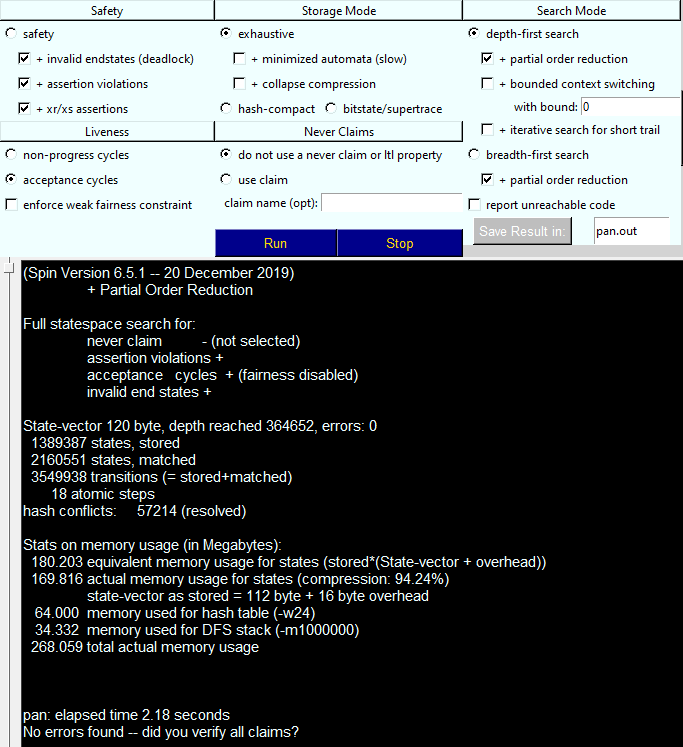 Safety
Storage Mode
Search Mode
safety
exhaustive
depth-first search
+ invalid endstates (deadlock)
+ minimized automata (slow)
+ partial order reduction
+ assertion violations
+ collapse compression
+ bounded context switching
+ xr/xs assertions
hash-compact
bitstate/supertrace
with bound: 0
Liveness
Never Claims
+ iterative search for short trail
non-progress cycles
do not use a never claim or ltl property
breadth-first search
acceptance cycles
use claim
+ partial order reduction
enforce weak fairness constraint
claim name (opt):
report unreachable code
Run
Stop
Save Result in:
pan.out
(Spin Version 6.5.1 -- 20 December 2019)
+ Partial Order Reduction
Full statespace search for:
never claim - (not selected)
assertion violations +
acceptance cycles + (fairness disabled)
invalid end states +
State-vector 120 byte, depth reached 364652, errors: 0
1389387 states, stored
2160551 states, matched
3549938 transitions (= stored+matched)
18 atomic steps
hash conflicts: 57214 (resolved)
Stats on memory usage (in Megabytes):
180.203 equivalent memory usage for states (stored*(State-vector + overhead))
169.816 actual memory usage for states (compression: 94.24%)
state-vector as stored = 112 byte + 16 byte overhead
64.000 memory used for hash table (-w24)
34.332 memory used for DFS stack (-m1000000)
268.059 total actual memory usage
pan: elapsed time 2.18 seconds
No errors found -- did you verify all claims?